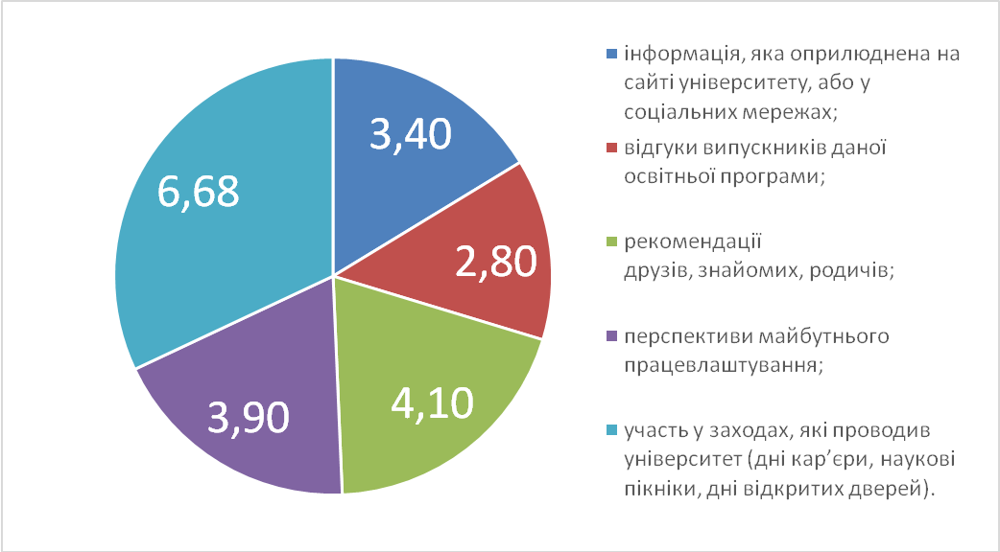 3,40
2,80
4,10
3,90
6,68
інформація, яка оприлюднена на
сайті університету, або у
соціальних мережах;
відгуки випускників даної
освітньої програми;
рекомендації
друзів, знайомих, родичів;
перспективи майбутнього
працевлаштування;
участь у заходах, які проводив
університет (дні кар’єри, наукові
пікніки, дні відкритих дверей).